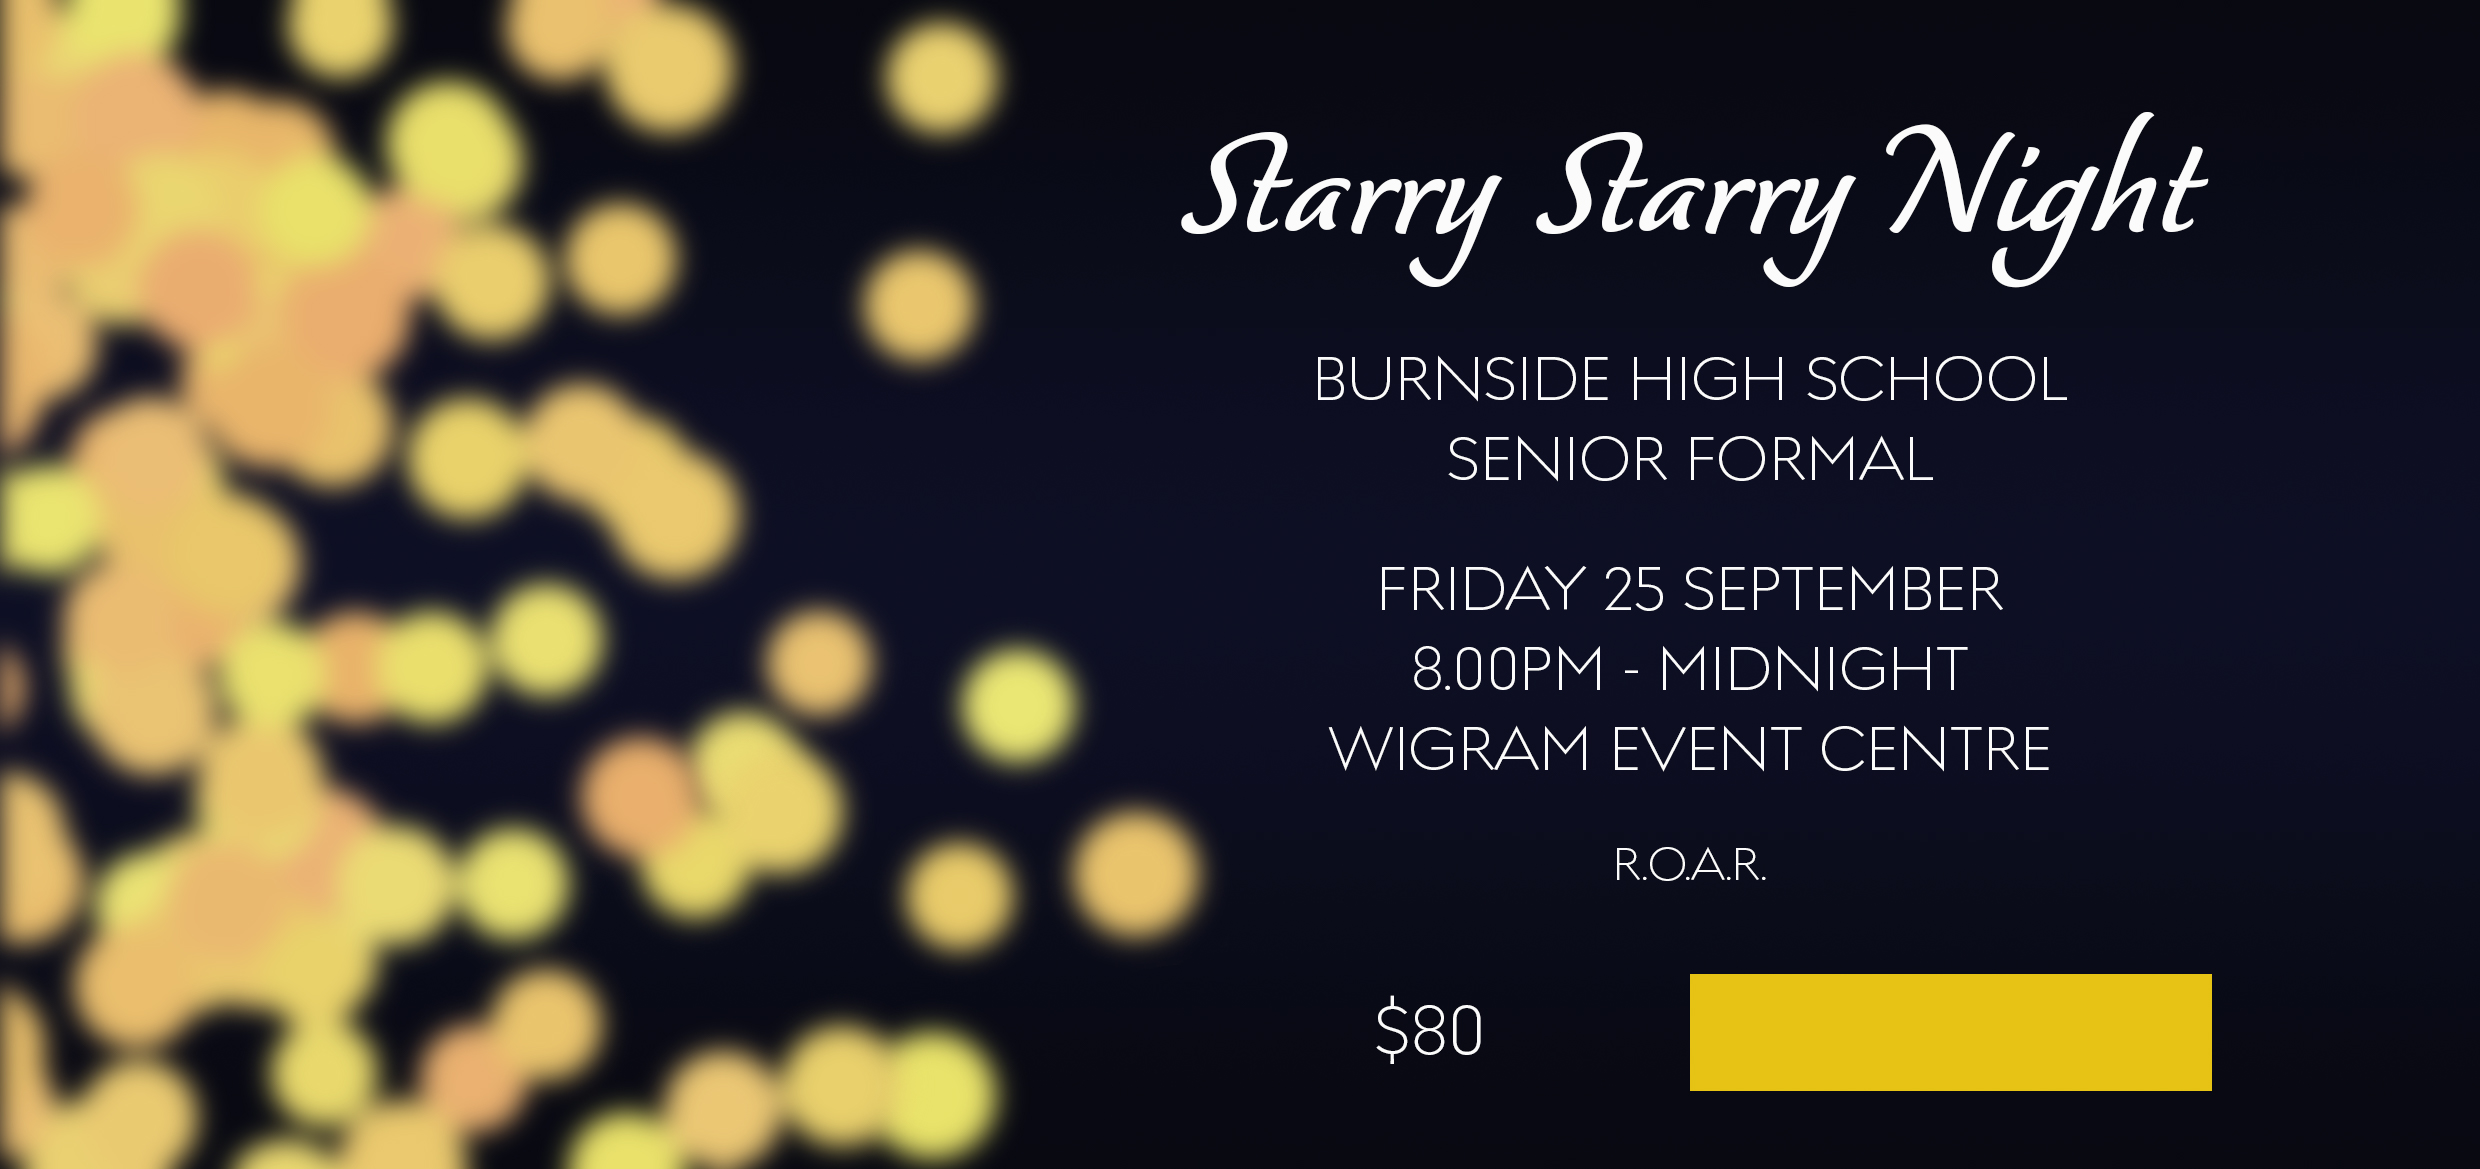 Starry Starry Night
BURNSIDE HIGH SCHOOL
SENIOR FORMAL
FRIDAY 25 SEPTEMBER
8.00PM - MIDNIGHT
WIGRAM EVENT CENTRE
R.O.A.R.
$80